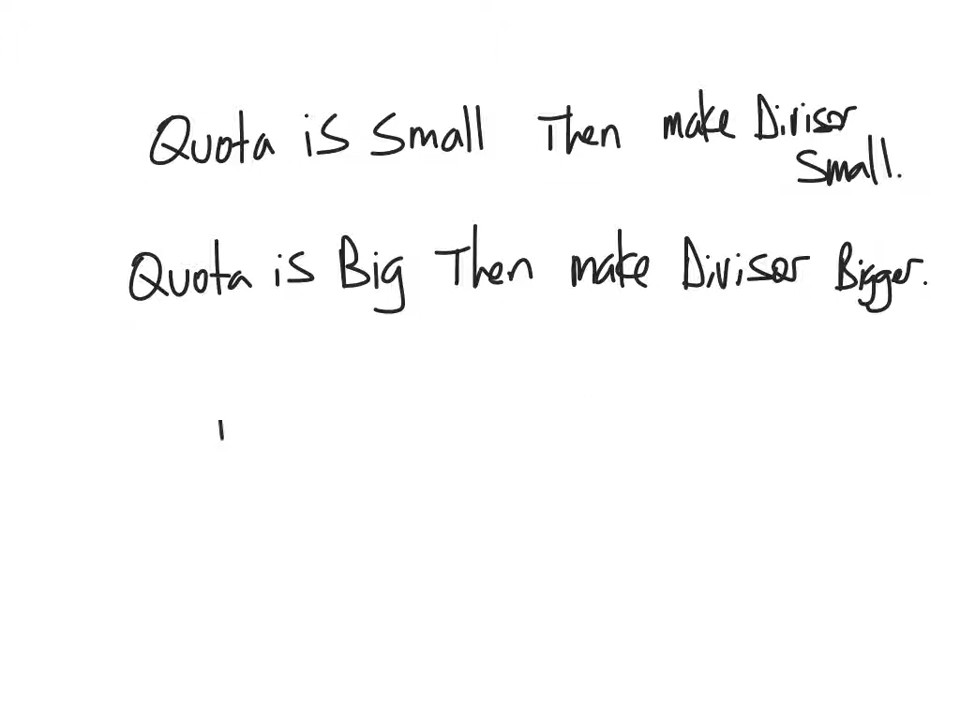 Quota is Small Then make Divisor
Small.
Quota is Big Then make Divisor Bigger.